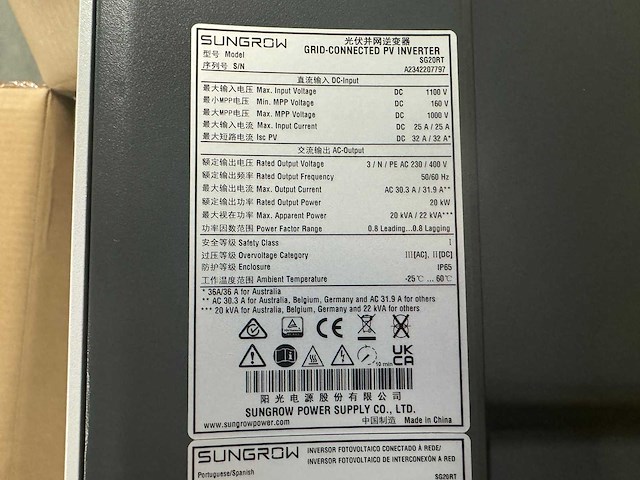 SUNGROW 光伏并网逆变器
GRID-CONNECTED PV INVERTER
型号 Model SG20RT
序列号 S/N A2342207797
直流输入 DC-Input
最大输入电压 Max. Input Voltage DC 1100 V
最小MPP电压 Min. MPP Voltage DC 160 V
最大MPP电压 Max. MPP Voltage DC 1000 V
最大输入电流 Max. Input Current DC 25 A / 25 A
最大短路电流 Isc PV DC 32 A / 32 A*
交流输出 AC-Output
额定输出电压 Rated Output Voltage 3 / N / PE AC 230 / 400 V
额定输出频率 Rated Output Frequency 50/60 Hz
最大输出电流 Max. Output Current AC 30.3 A / 31.9 A**
额定输出功率 Rated Output Power 20 kW
最大视在功率 Max. Apparent Power 20 kVA / 22 kVA***
功率因数范围 Power Factor Range 0.8 Leading...0.8 Lagging
安全等级 Safety Class I
过压等级 Overvoltage Category III[AC], II[DC]
防护等级 Enclosure IP65
工作温度范围 Ambient Temperature -25℃ ... 60℃
* 36A/36 A for Australia
** AC 30.3 A for Australia, Belgium, Germany and AC 31.9 A for others
*** 20 kVA for Australia, Belgium, Germany and 22 kVA for others
CE
10 min UK CA
阳光电源股份有限公司
SUNGROW POWER SUPPLY CO., LTD.
www.sungrowpower.com 中国制造 Made in China
SUNGROW INVERSOR FOTOVOLTAICO CONECTADO À REDE/
INVERSOR FOTOVOLTAICO DE INTERCONEXIÓN A RED
Portuguese/Spanish SG20RT